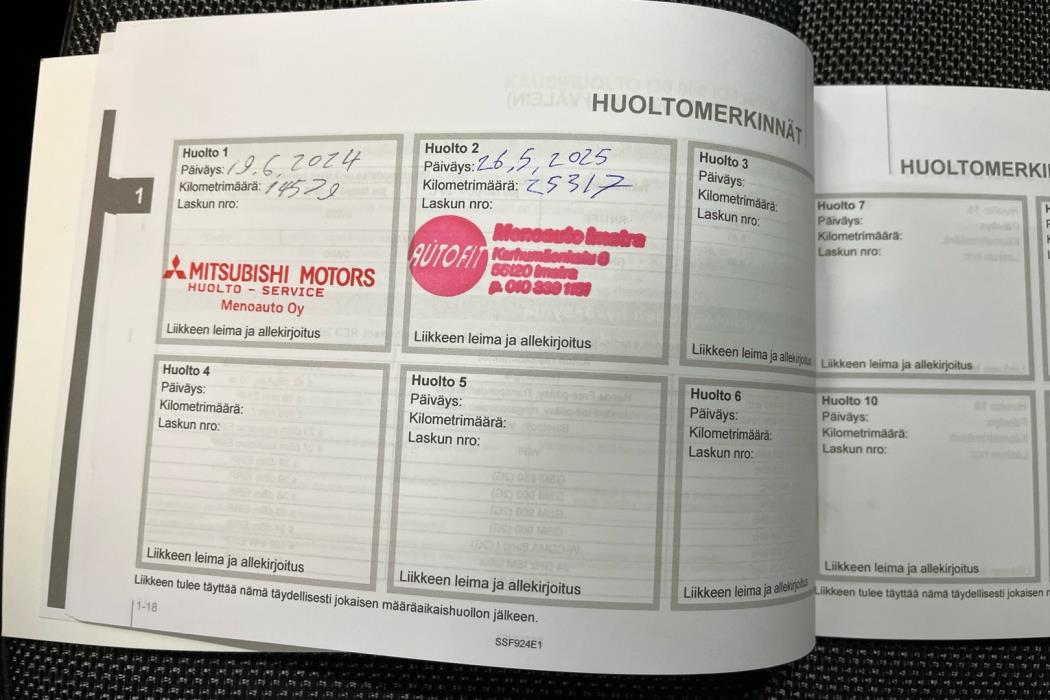 HUOLTOMERKINNÄT
Huolto 1
Päiväys: 19.6.2024
Kilometrimäärä: 14529
Laskun nro:
MITSUBISHI MOTORS
HUOLTO - SERVICE
Menoauto Oy
Liikkeen leima ja allekirjoitus
Huolto 2
Päiväys: 26.5.2025
Kilometrimäärä: 25317
Laskun nro:
AUTOFIT
Menoauto Imatra
Karhumäenkatu 6
55120 Imatra
p. 010 339 1151
Liikkeen leima ja allekirjoitus
Huolto 3
Päiväys:
Kilometrimäärä:
Laskun nro:
Liikkeen leima ja allekirjoitus
1
Huolto 4
Päiväys:
Kilometrimäärä:
Laskun nro:
Liikkeen leima ja allekirjoitus
Huolto 5
Päiväys:
Kilometrimäärä:
Laskun nro:
Liikkeen leima ja allekirjoitus
Huolto 6
Päiväys:
Kilometrimäärä:
Laskun nro:
Liikkeen leima ja allekirjoitus
Liikkeen tulee täyttää nämä täydellisesti jokaisen määräaikaishuollon jälkeen.
1-18
SSF924E1
HUOLTOMERKI
Huolto 7
Päiväys:
Kilometrimäärä:
Laskun nro:
Liikkeen leima ja allekirjoitus
Huolto 10
Päiväys:
Kilometrimäärä:
Laskun nro:
Liikkeen leima ja allekirjoitus
Liikkeen tulee täyttää nämä täydellisesti jokaisen